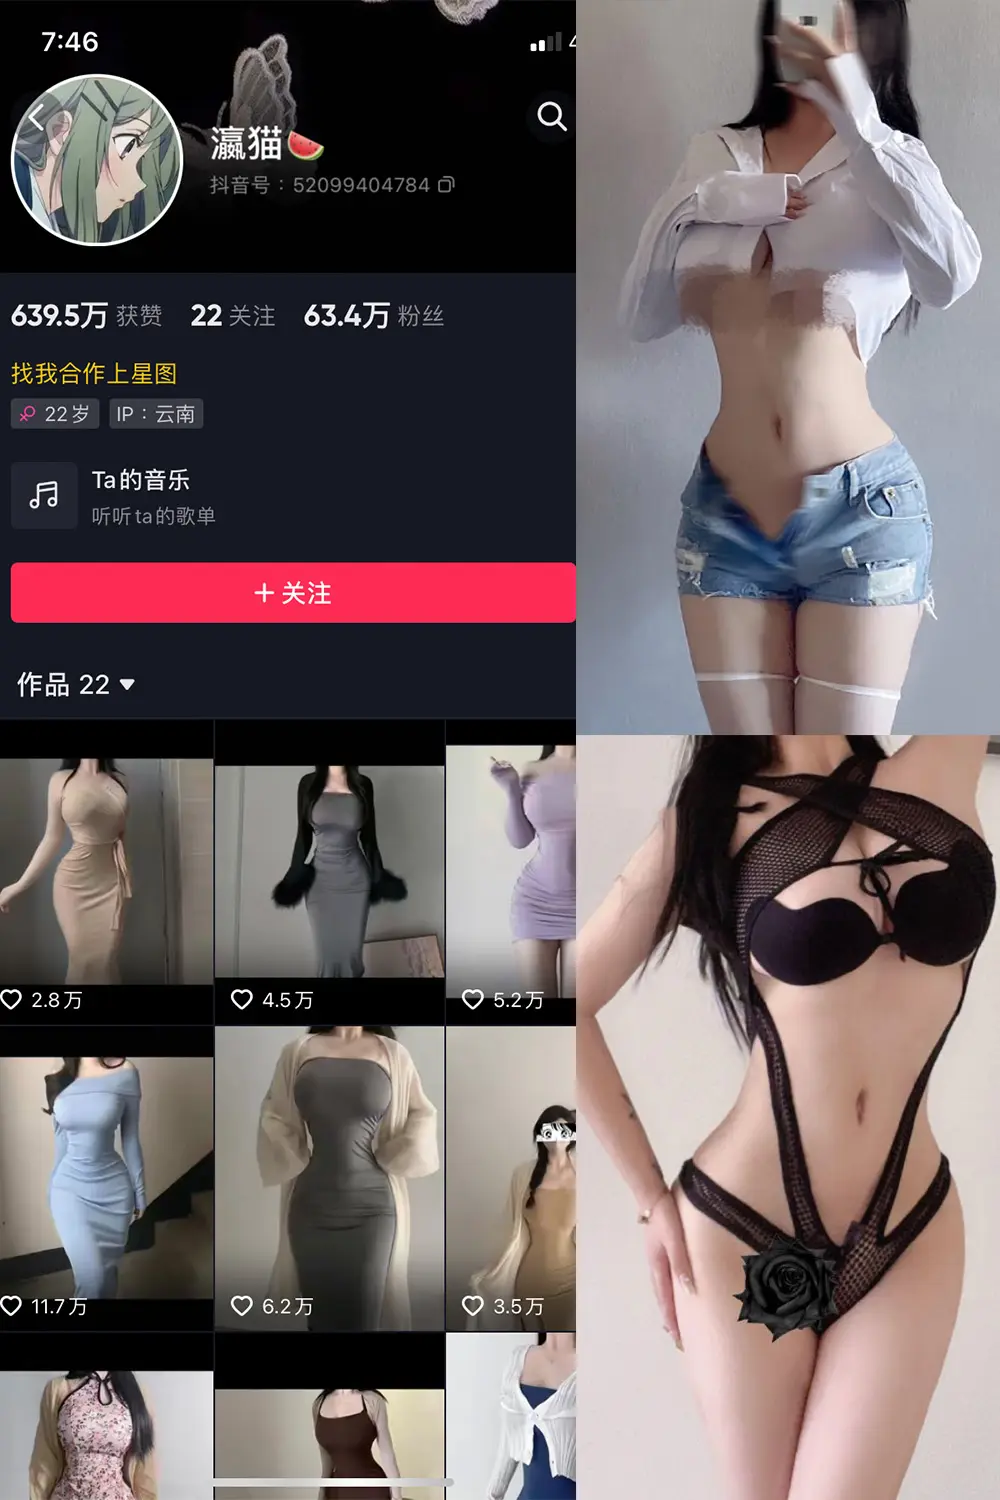 7:46
4
瀛猫🍉
抖音号：52099404784
639.5万 获赞 22 关注 63.4万 粉丝
找我合作上星图
22岁 IP：云南
Ta的音乐
听听ta的歌单
+ 关注
作品 22
2.8万 4.5万 5.2万
11.7万 6.2万 3.5万